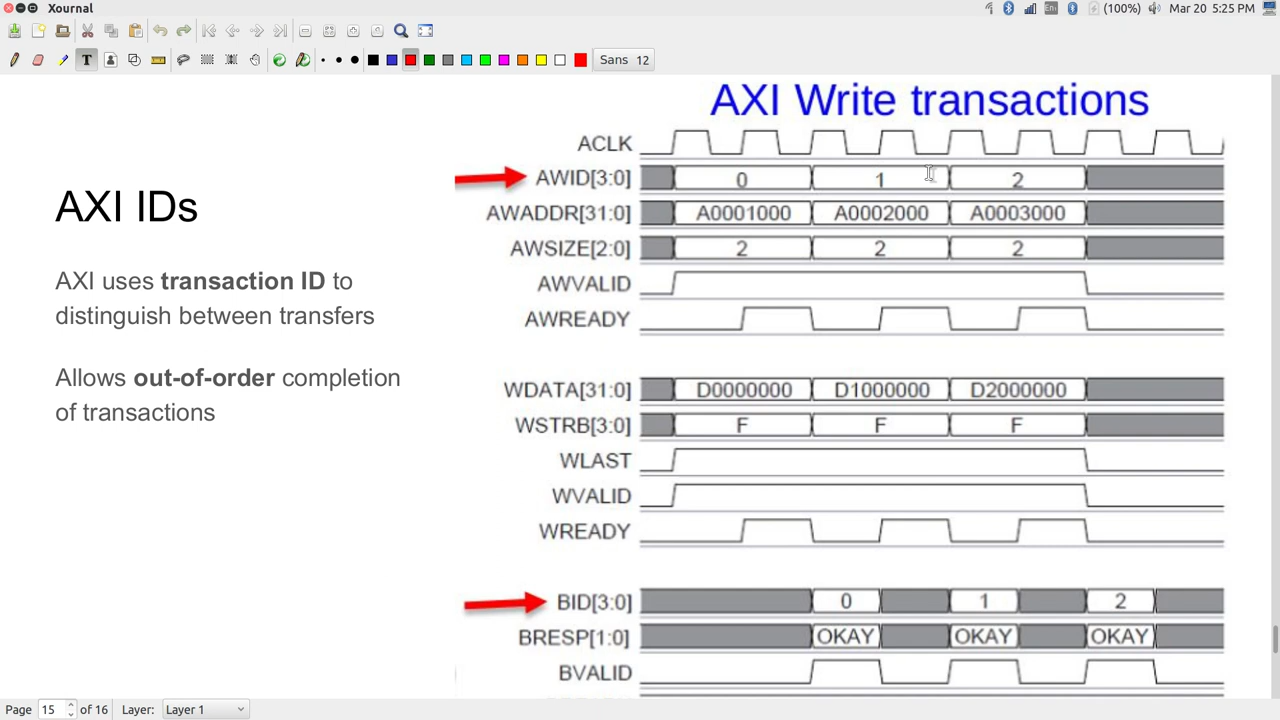 Xournal
En
(100%)
Mar 20 5:25 PM
T
Sans 12
AXI Write transactions
AXI IDs
AXI uses transaction ID to
distinguish between transfers
Allows out-of-order completion
of transactions
ACLK
AWID[3:0] 0 1 2
AWADDR[31:0] A0001000 A0002000 A0003000
AWSIZE[2:0] 2 2 2
AWVALID
AWREADY
WDATA[31:0] D0000000 D1000000 D2000000
WSTRB[3:0] F F F
WLAST
WVALID
WREADY
BID[3:0] 0 1 2
BRESP[1:0] OKAY OKAY OKAY
BVALID
Page 15 of 16 Layer: Layer 1